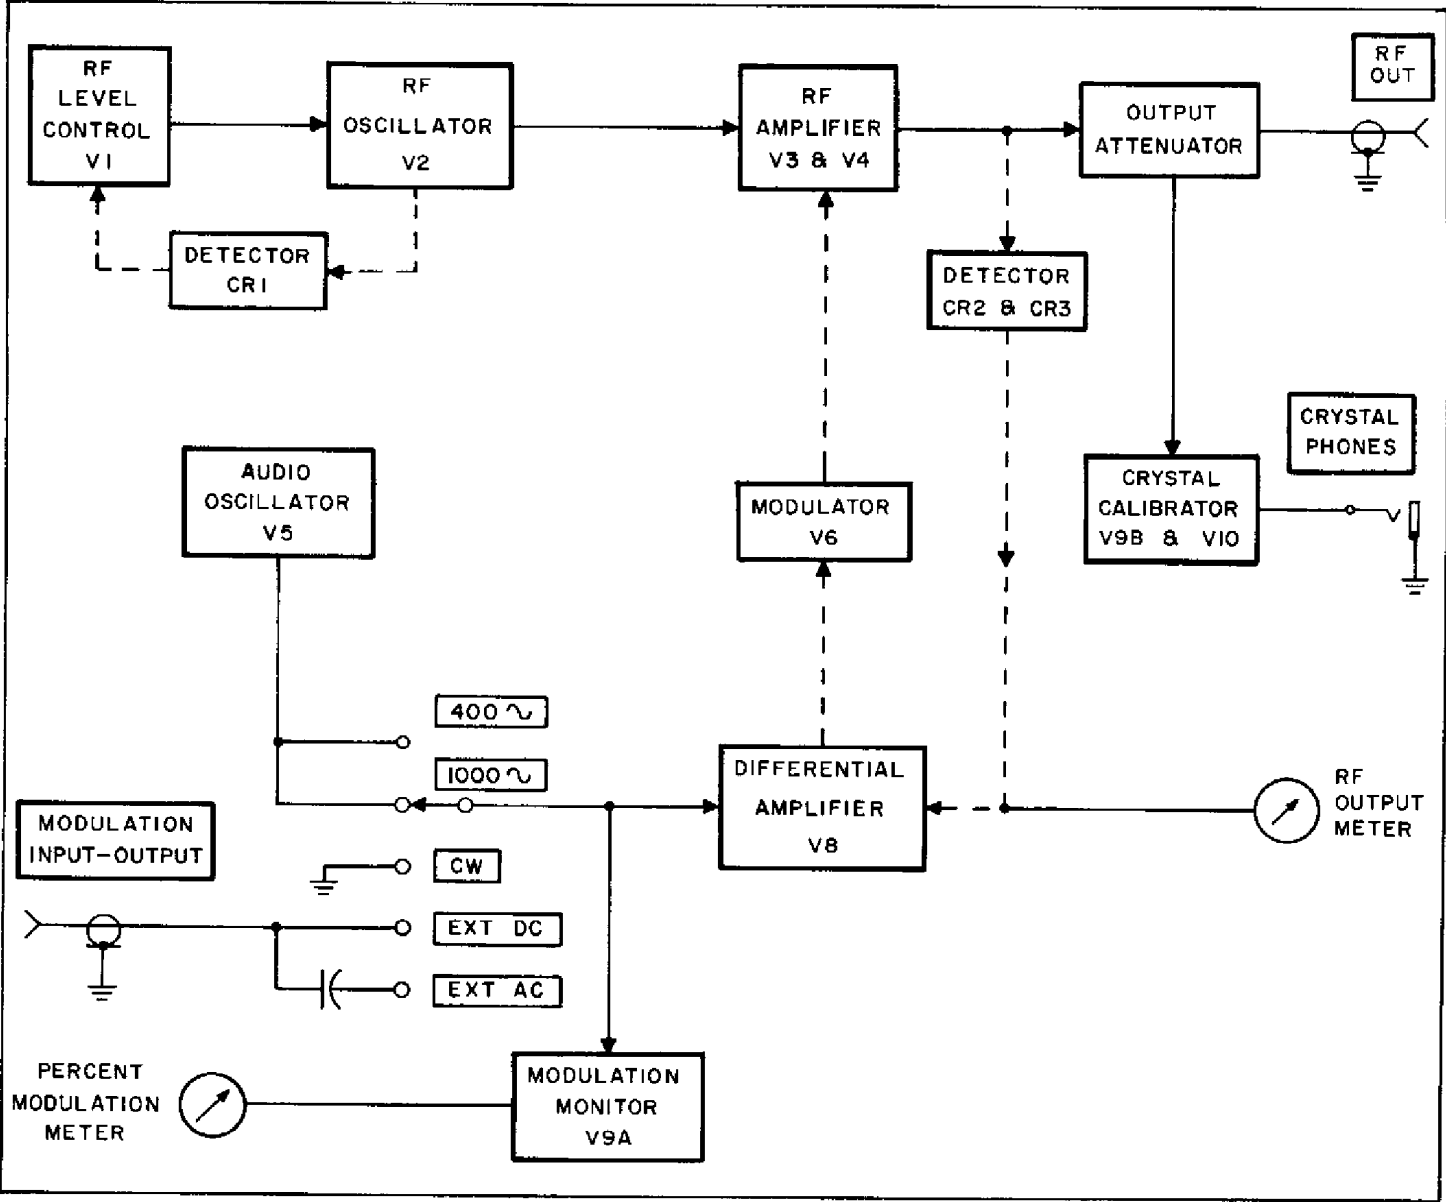 RF
LEVEL
CONTROL
V1
RF
OSCILLATOR
V2
RF
AMPLIFIER
V3 & V4
OUTPUT
ATTENUATOR
RF
OUT
DETECTOR
CR1
DETECTOR
CR2 & CR3
CRYSTAL
PHONES
AUDIO
OSCILLATOR
V5
MODULATOR
V6
CRYSTAL
CALIBRATOR
V9B & V10
400∿
1000∿
DIFFERENTIAL
AMPLIFIER
V8
RF
OUTPUT
METER
MODULATION
INPUT-OUTPUT
CW
EXT DC
EXT AC
PERCENT
MODULATION
METER
MODULATION
MONITOR
V9A